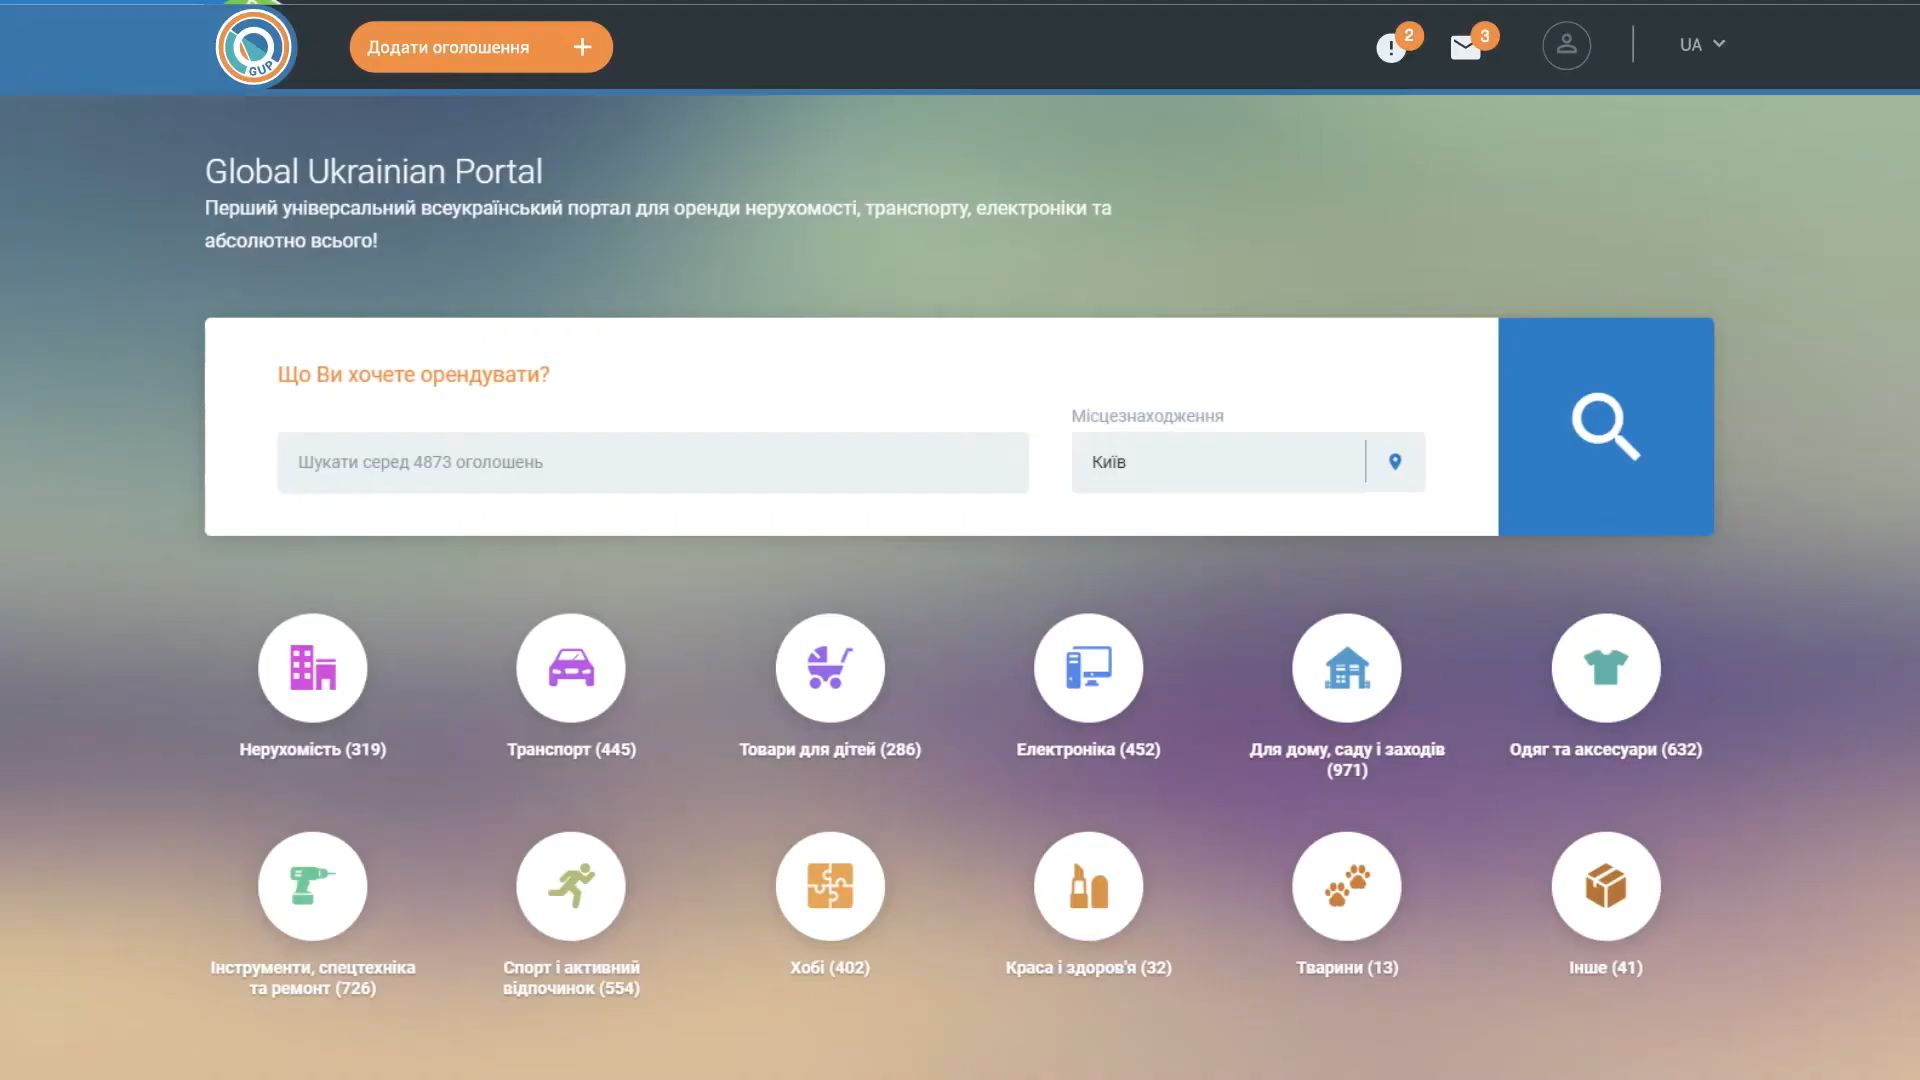 GUP
Додати оголошення
2
3
UA
Global Ukrainian Portal
Перший універсальний всеукраїнський портал для оренди нерухомості, транспорту, електроніки та
абсолютно всього!
Що Ви хочете орендувати?
Місцезнаходження
Шукати серед 4873 оголошень
Київ
Нерухомість (319)
Транспорт (445)
Товари для дітей (286)
Електроніка (452)
Для дому, саду і заходів
(971)
Одяг та аксесуари (632)
Інструменти, спецтехніка
та ремонт (726)
Спорт і активний
відпочинок (554)
Хобі (402)
Краса і здоров'я (32)
Тварини (13)
Інше (41)